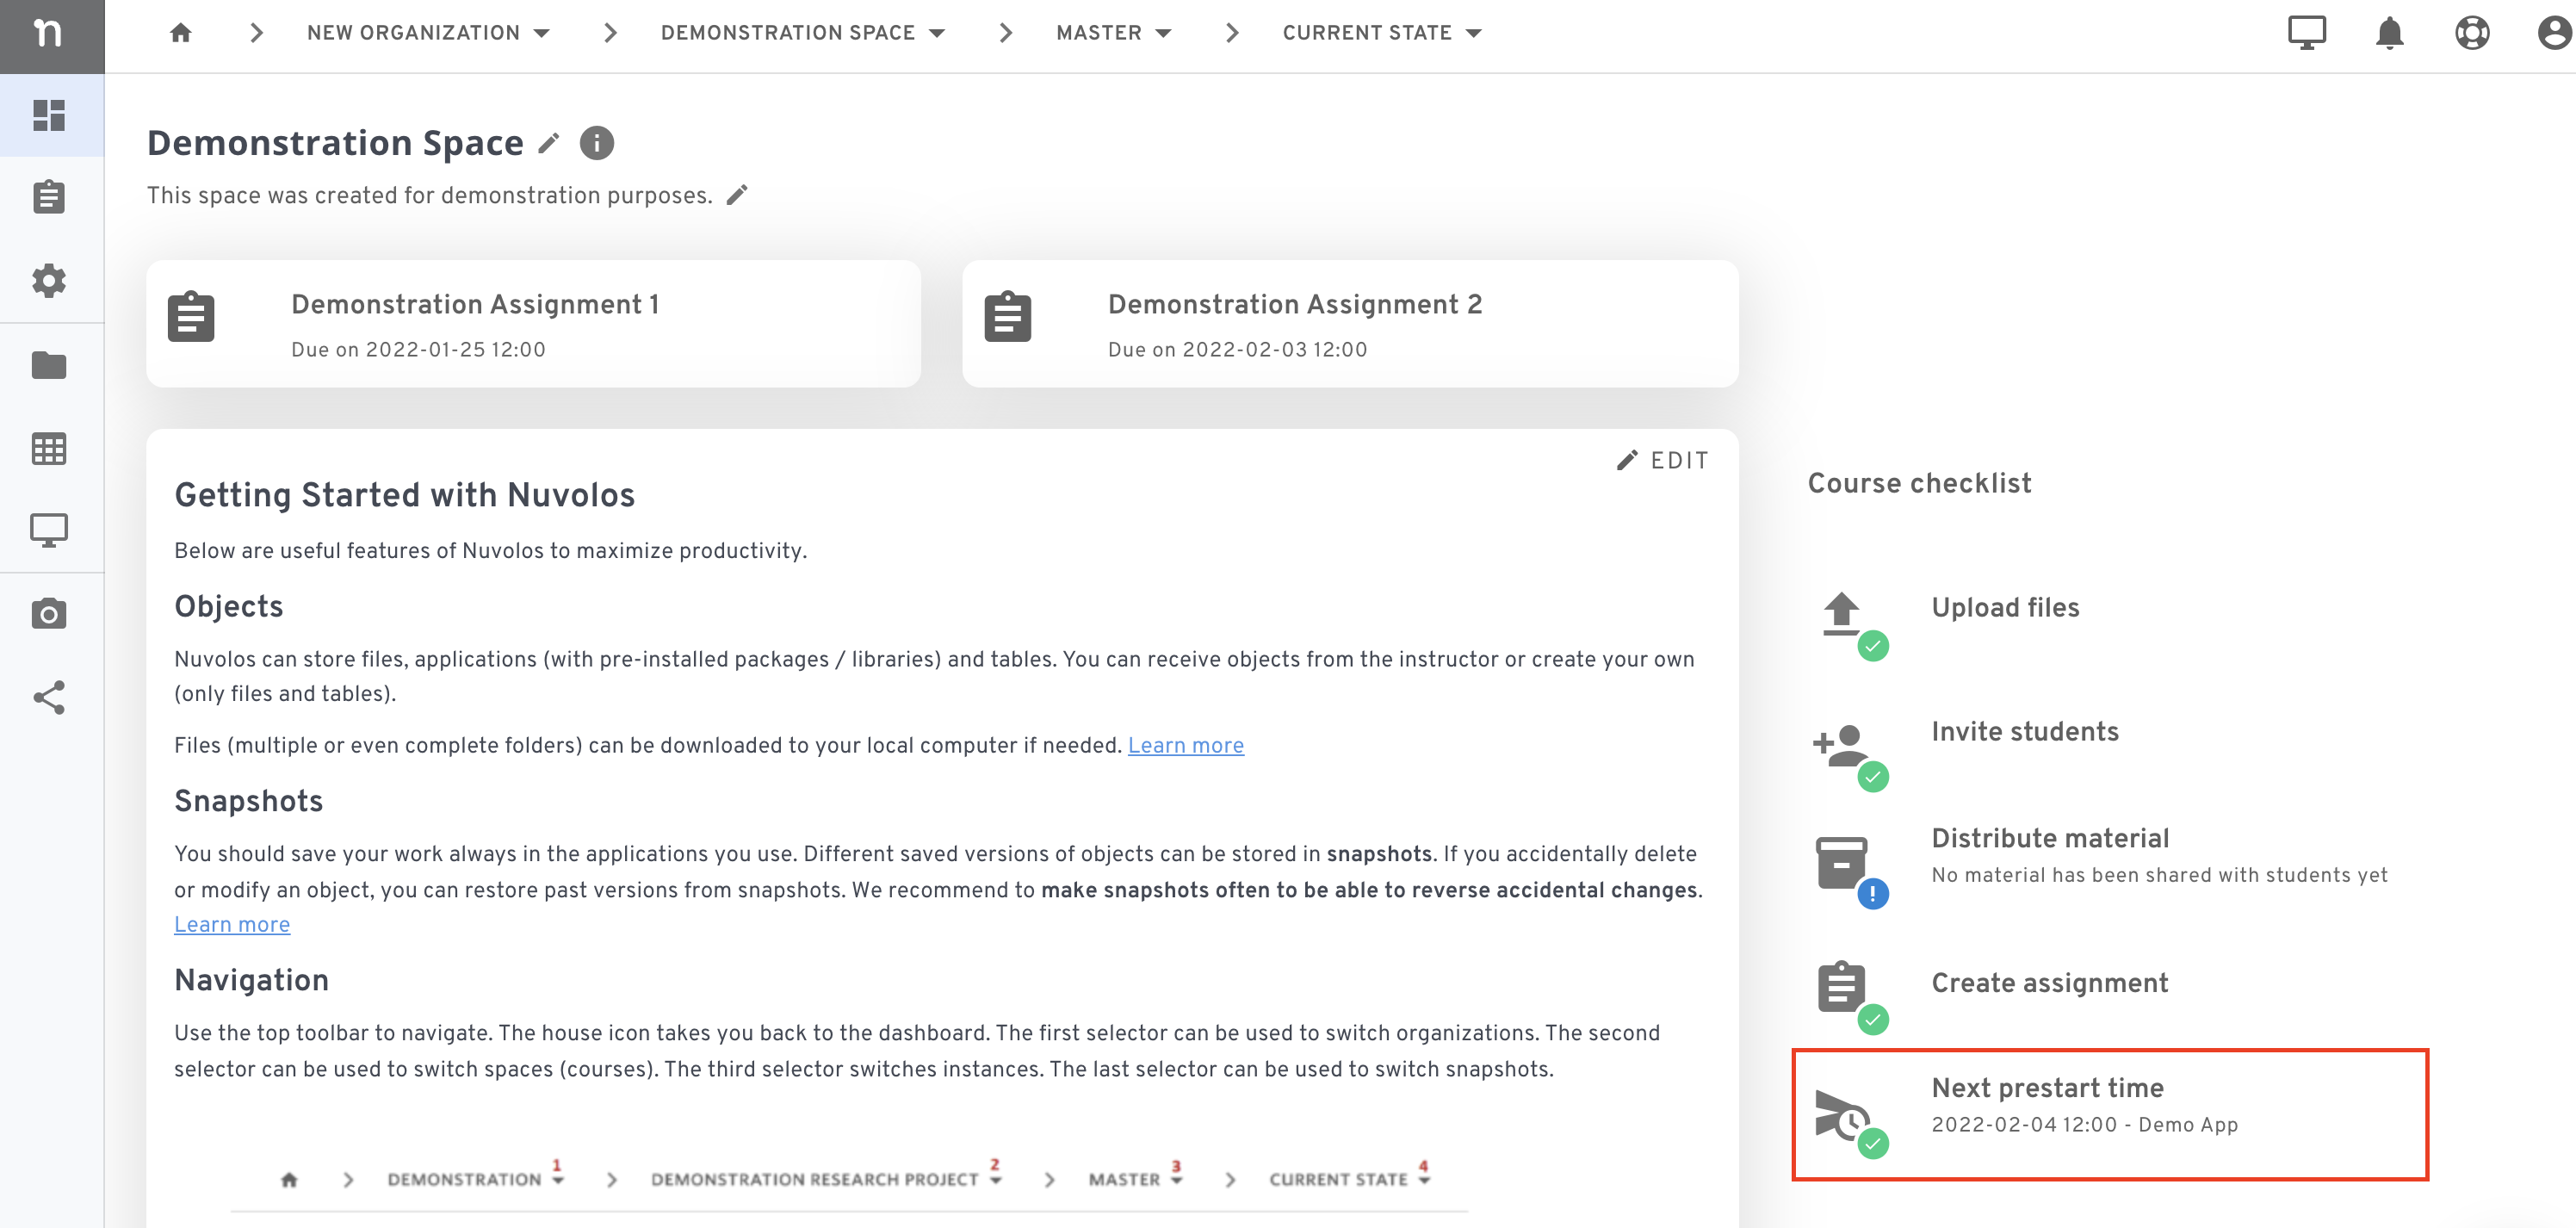 n
NEW ORGANIZATION
DEMONSTRATION SPACE
MASTER
CURRENT STATE
Demonstration Space
This space was created for demonstration purposes.
Demonstration Assignment 1
Due on 2022-01-25 12:00
Demonstration Assignment 2
Due on 2022-02-03 12:00
EDIT
Getting Started with Nuvolos
Below are useful features of Nuvolos to maximize productivity.
Objects
Nuvolos can store files, applications (with pre-installed packages / libraries) and tables. You can receive objects from the instructor or create your own
(only files and tables).
Files (multiple or even complete folders) can be downloaded to your local computer if needed. Learn more
Snapshots
You should save your work always in the applications you use. Different saved versions of objects can be stored in snapshots. If you accidentally delete
or modify an object, you can restore past versions from snapshots. We recommend to make snapshots often to be able to reverse accidental changes.
Learn more
Navigation
Use the top toolbar to navigate. The house icon takes you back to the dashboard. The first selector can be used to switch organizations. The second
selector can be used to switch spaces (courses). The third selector switches instances. The last selector can be used to switch snapshots.
DEMONSTRATION 1
DEMONSTRATION RESEARCH PROJECT 2
MASTER 3
CURRENT STATE 4
Course checklist
Upload files
Invite students
Distribute material
No material has been shared with students yet
Create assignment
Next prestart time
2022-02-04 12:00 - Demo App